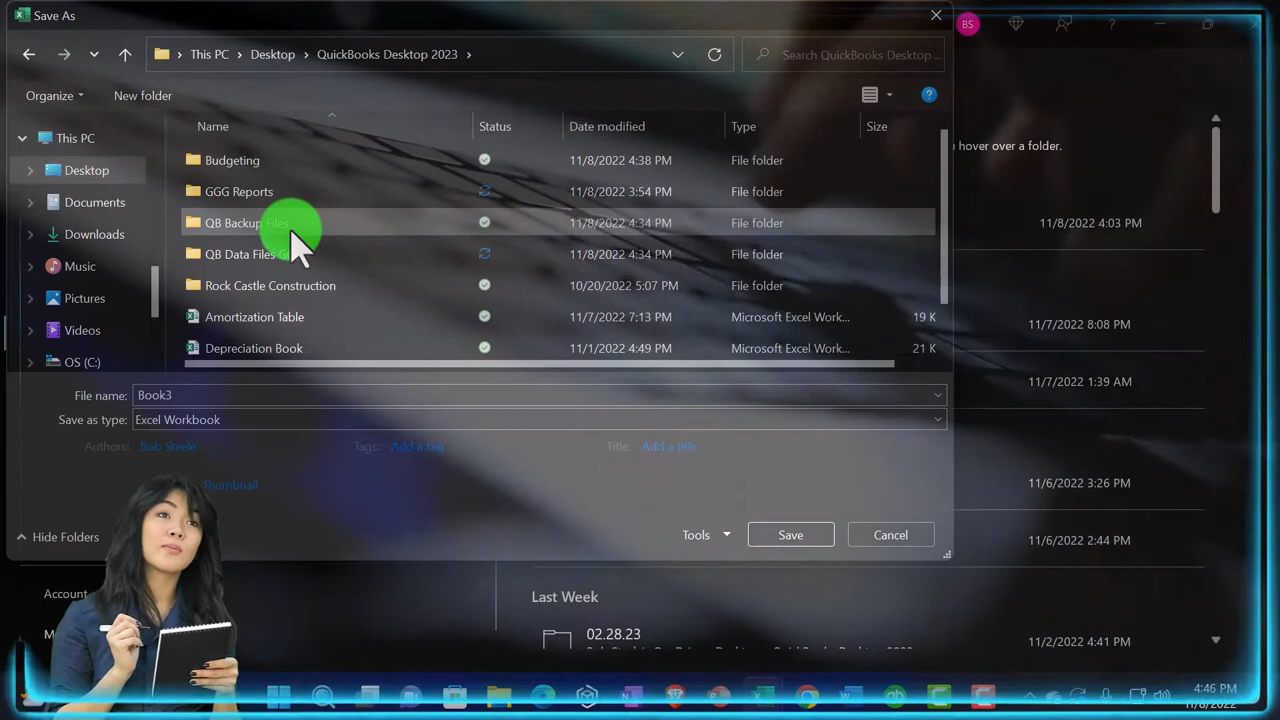 Save As
BS
?
This PC > Desktop > QuickBooks Desktop 2023 >
Search QuickBooks Desktop ...
Organize
New folder
?
Name Status Date modified Type Size
This PC
Desktop
Documents
Downloads
Music
Pictures
Videos
OS (C:)
Budgeting 11/8/2022 4:38 PM File folder
GGG Reports 11/8/2022 3:54 PM File folder
QB Backup Files 11/8/2022 4:34 PM File folder
QB Data Files 11/8/2022 4:34 PM File folder
Rock Castle Construction 10/20/2022 5:07 PM File folder
Amortization Table 11/7/2022 7:13 PM Microsoft Excel Work... 19 K
Depreciation Book 11/1/2022 4:49 PM Microsoft Excel Work... 21 K
hover over a folder.
11/8/2022 4:03 PM
11/7/2022 8:08 PM
11/7/2022 1:39 AM
11/6/2022 3:26 PM
11/6/2022 2:44 PM
File name: Book3
Save as type: Excel Workbook
Authors: Bob Steele
Tags: Add a tag
Title: Add a title
Thumbnail
Hide Folders
Tools
Save
Cancel
Account
Last Week
02.28.23
11/2/2022 4:41 PM
4:46 PM
11/8/2022